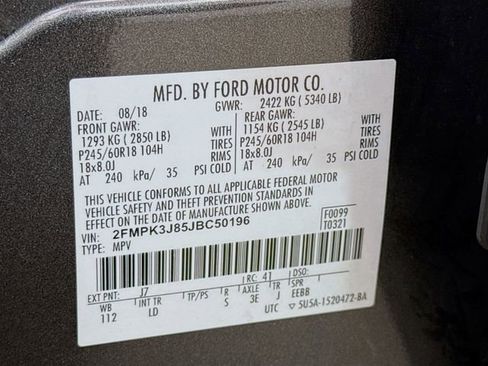 MFD. BY FORD MOTOR CO.
DATE: 08/18 GVWR: 2422 KG ( 5340 LB)
FRONT GAWR: REAR GAWR:
1293 KG ( 2850 LB) 1154 KG ( 2545 LB)
P245/60R18 104H TIRES P245/60R18 104H TIRES
18x8.0J RIMS 18x8.0J RIMS
AT 240 kPa/ 35 PSI COLD AT 240 kPa/ 35 PSI COLD
THIS VEHICLE CONFORMS TO ALL APPLICABLE FEDERAL MOTOR
VEHICLE SAFETY AND THEFT PREVENTION STANDARDS IN
EFFECT ON THE DATE OF MANUFACTURE SHOWN ABOVE.
VIN: 2FMPK3J85JBC50196 F0099
TYPE: MPV T0321
EXT PNT: J7 RC: 41 DSO:
WB INT TR TP/PS R AXLE TR SPR
112 LD S 3E J EEBB
UTC 5U5A-1520472-BA